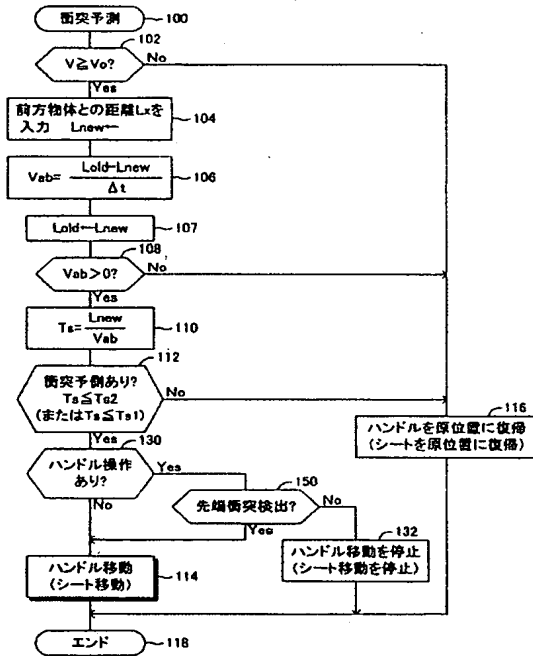 衝突予測
100
102
V≧Vo?
No
Yes
前方物体との距離Lxを
入力 Lnew←
104
Vab= Lold-Lnew
Δt
106
Lold←Lnew
107
108
Vab>0?
No
Yes
Ts= Lnew
Vab
110
112
衝突予側あり?
Ts≦Ts2
(またはTs≦Ts1)
No
Yes
116
ハンドルを原位置に復帰
(シートを原位置に復帰)
130
ハンドル操作
あり?
Yes
No
150
先端衝突検出?
No
Yes
132
ハンドル移動を停止
(シート移動を停止)
ハンドル移動
(シート移動)
114
エンド
118